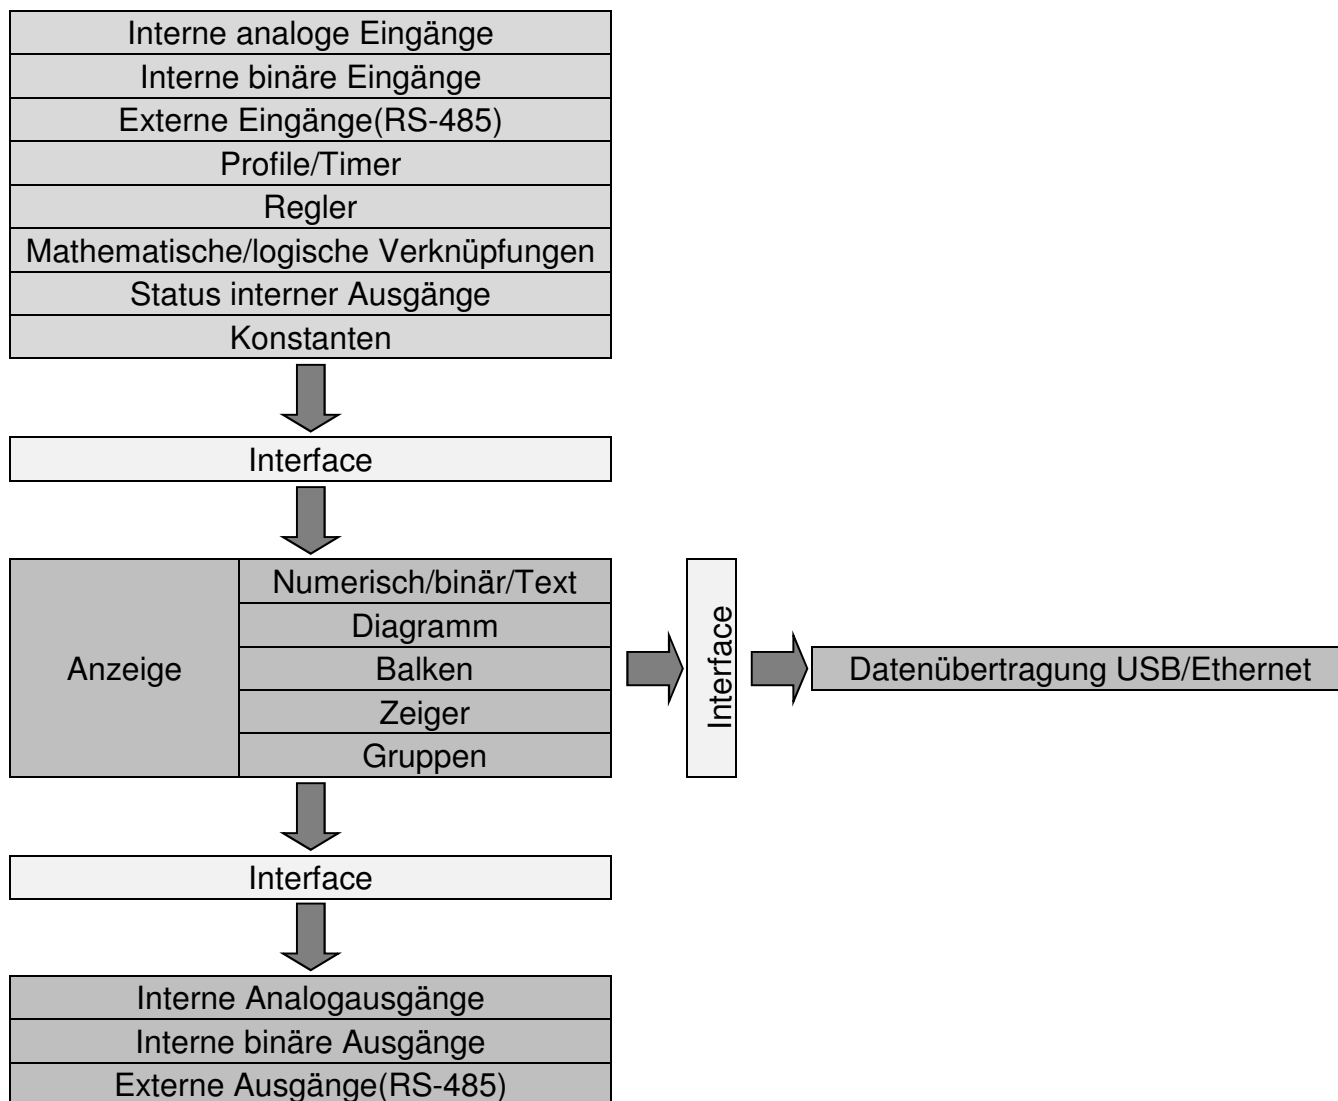 Interne analoge Eingänge
Interne binäre Eingänge
Externe Eingänge(RS-485)
Profile/Timer
Regler
Mathematische/logische Verknüpfungen
Status interner Ausgänge
Konstanten
Interface
Anzeige
Numerisch/binär/Text
Diagramm
Balken
Zeiger
Gruppen
Interface
Datenübertragung USB/Ethernet
Interface
Interne Analogausgänge
Interne binäre Ausgänge
Externe Ausgänge(RS-485)